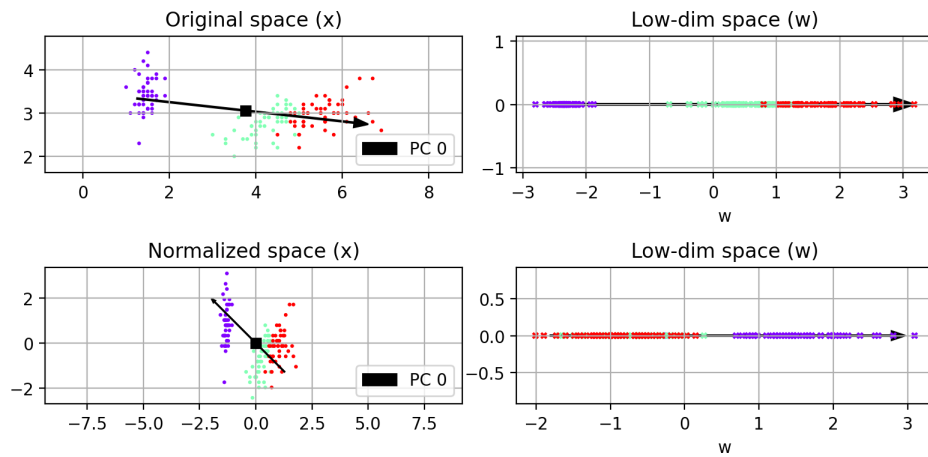 Original space (x)
4
3
2
0 2 4 6 8
PC 0
Low-dim space (w)
1
0
−1
−3 −2 −1 0 1 2 3
w
Normalized space (x)
2
0
−2
−7.5 −5.0 −2.5 0.0 2.5 5.0 7.5
PC 0
Low-dim space (w)
0.5
0.0
−0.5
−2 −1 0 1 2 3
w